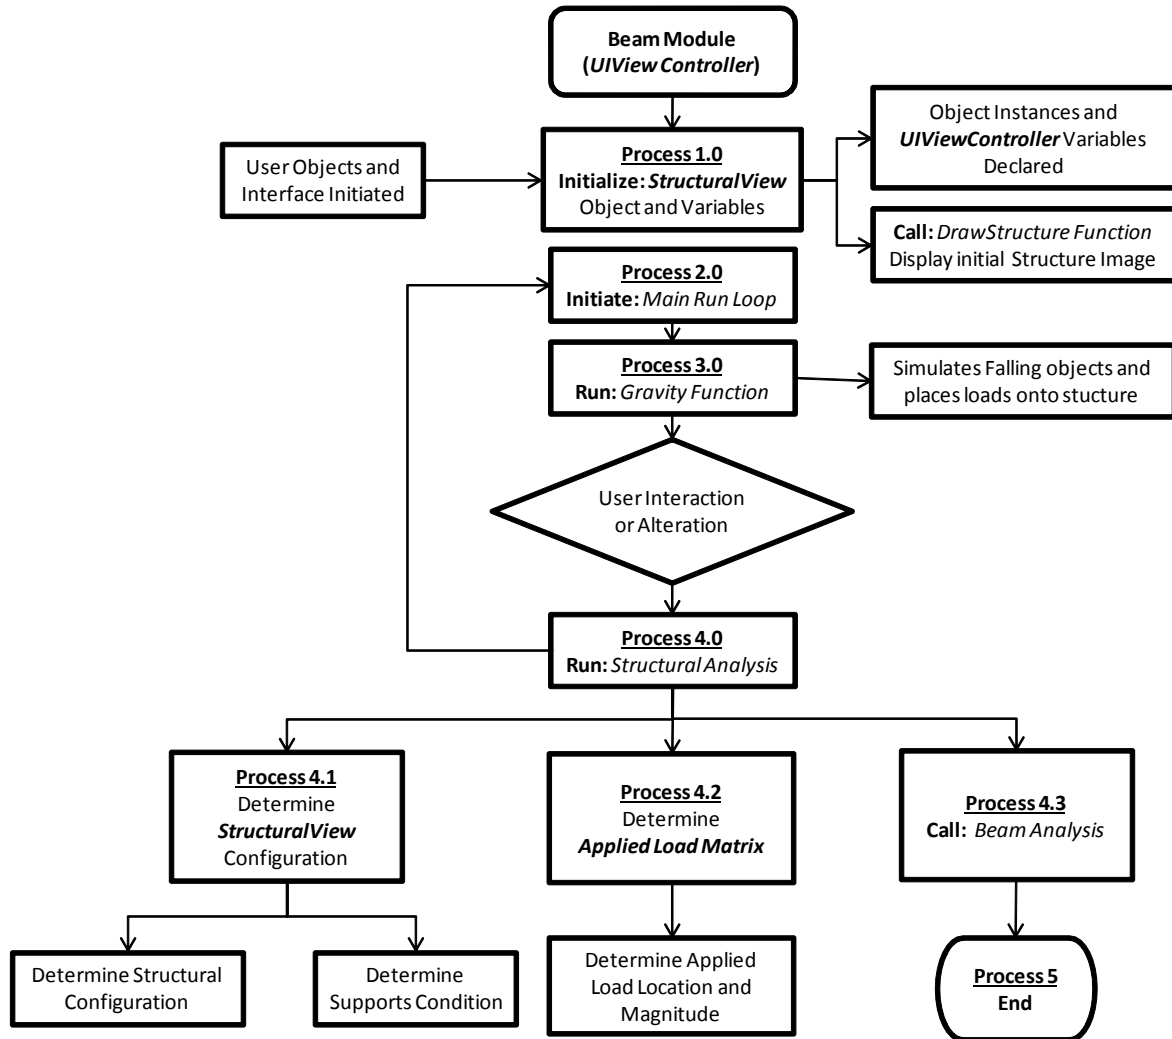 Beam Module
(UIView Controller)
User Objects and
Interface Initiated
Process 1.0
Initialize: StructuralView
Object and Variables
Object Instances and
UIViewController Variables
Declared
Call: DrawStructure Function
Display initial Structure Image
Process 2.0
Initiate: Main Run Loop
Process 3.0
Run: Gravity Function
Simulates Falling objects and
places loads onto stucture
User Interaction
or Alteration
Process 4.0
Run: Structural Analysis
Process 4.1
Determine
StructuralView
Configuration
Process 4.2
Determine
Applied Load Matrix
Process 4.3
Call: Beam Analysis
Determine Structural
Configuration
Determine
Supports Condition
Determine Applied
Load Location and
Magnitude
Process 5
End